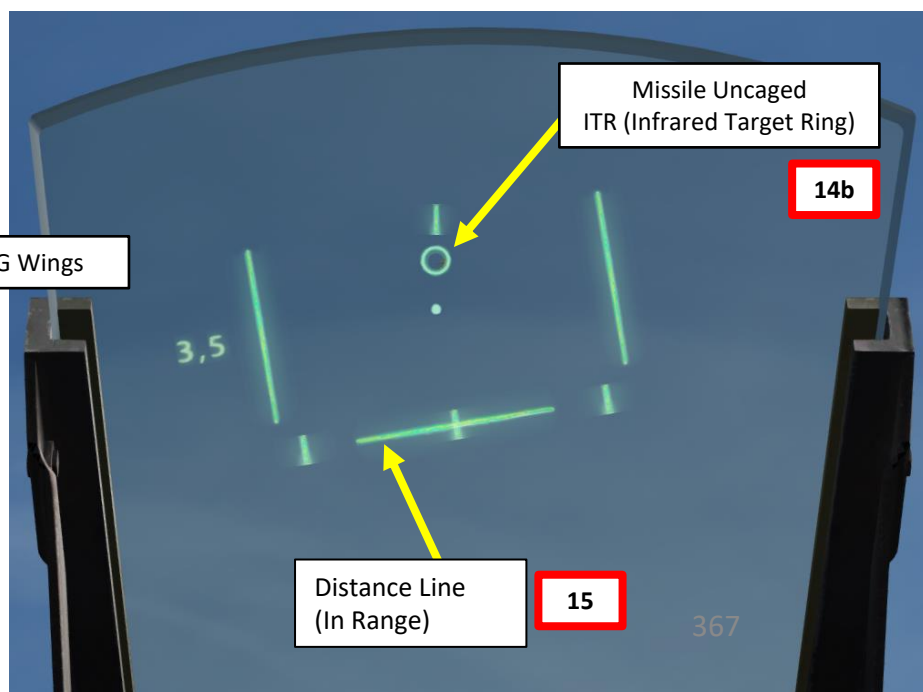 Missile Uncaged
ITR (Infrared Target Ring)
14b
G Wings
3,5
Distance Line
(In Range)
15
367